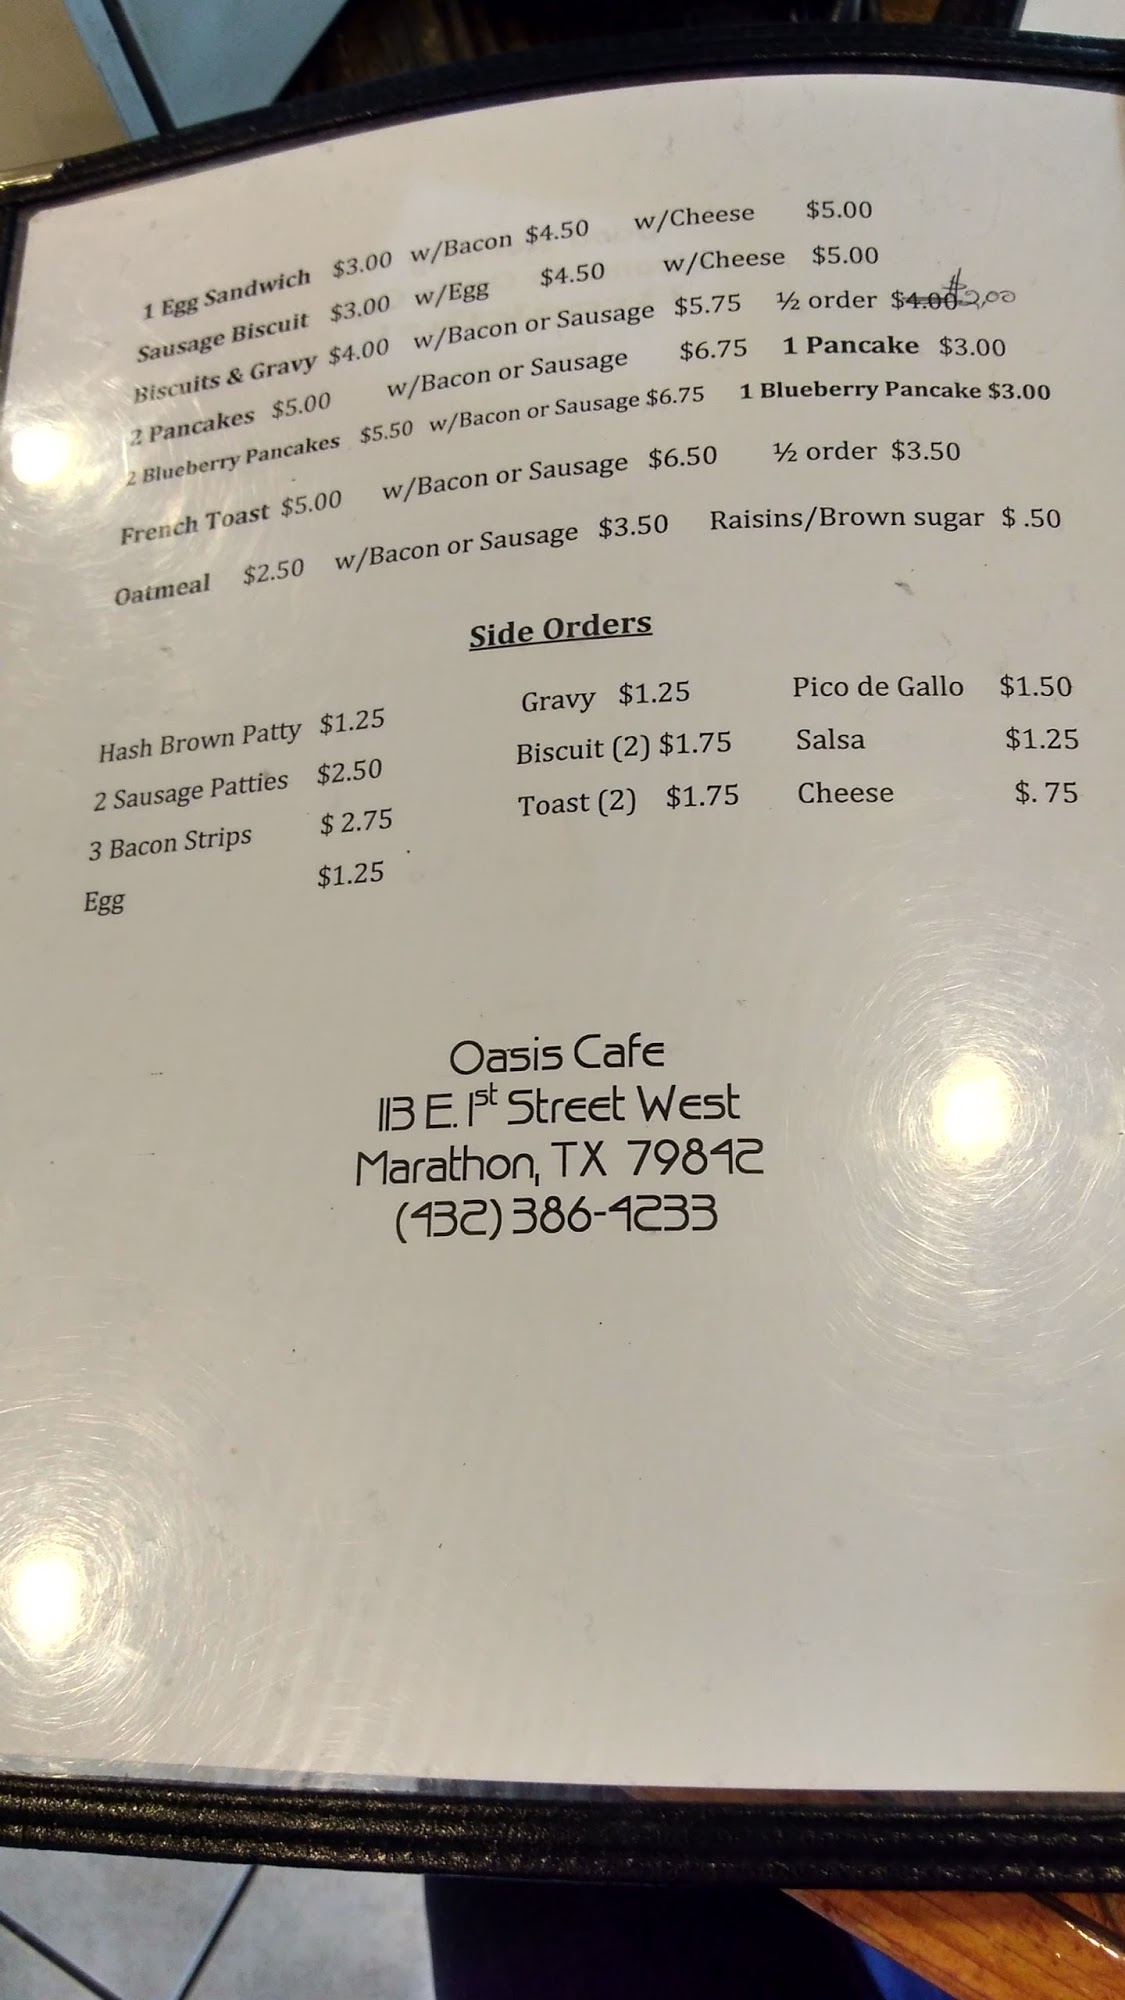 1 Egg Sandwich $3.00 w/Bacon $4.50 w/Cheese $5.00
Sausage Biscuit $3.00 w/Egg $4.50 w/Cheese $5.00
Biscuits & Gravy $4.00 w/Bacon or Sausage $5.75 ½ order $4.00 $2,00
2 Pancakes $5.00 w/Bacon or Sausage $6.75 1 Pancake $3.00
2 Blueberry Pancakes $5.50 w/Bacon or Sausage $6.75 1 Blueberry Pancake $3.00
French Toast $5.00 w/Bacon or Sausage $6.50 ½ order $3.50
Oatmeal $2.50 w/Bacon or Sausage $3.50 Raisins/Brown sugar $ .50
Side Orders
Hash Brown Patty $1.25 Gravy $1.25 Pico de Gallo $1.50
2 Sausage Patties $2.50 Biscuit (2) $1.75 Salsa $1.25
3 Bacon Strips $ 2.75 Toast (2) $1.75 Cheese $. 75
Egg $1.25
Oasis Cafe
113 E. 1st Street West
Marathon, TX 79842
(432) 386-4233